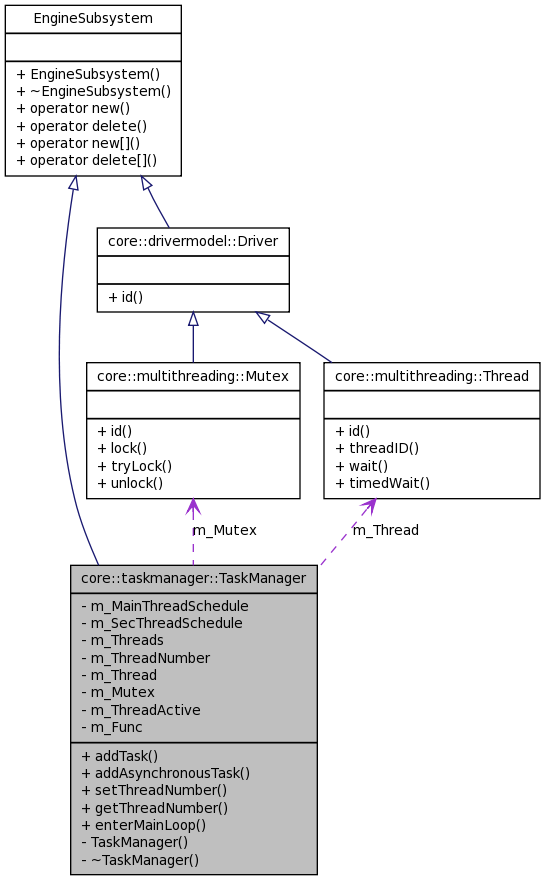 EngineSubsystem
+ EngineSubsystem()
+ ~EngineSubsystem()
+ operator new()
+ operator delete()
+ operator new[]()
+ operator delete[]()
core::drivermodel::Driver
+ id()
core::multithreading::Mutex
+ id()
+ lock()
+ tryLock()
+ unlock()
core::multithreading::Thread
+ id()
+ threadID()
+ wait()
+ timedWait()
m_Mutex
m_Thread
core::taskmanager::TaskManager
- m_MainThreadSchedule
- m_SecThreadSchedule
- m_Threads
- m_ThreadNumber
- m_Thread
- m_Mutex
- m_ThreadActive
- m_Func
+ addTask()
+ addAsynchronousTask()
+ setThreadNumber()
+ getThreadNumber()
+ enterMainLoop()
- TaskManager()
- ~TaskManager()